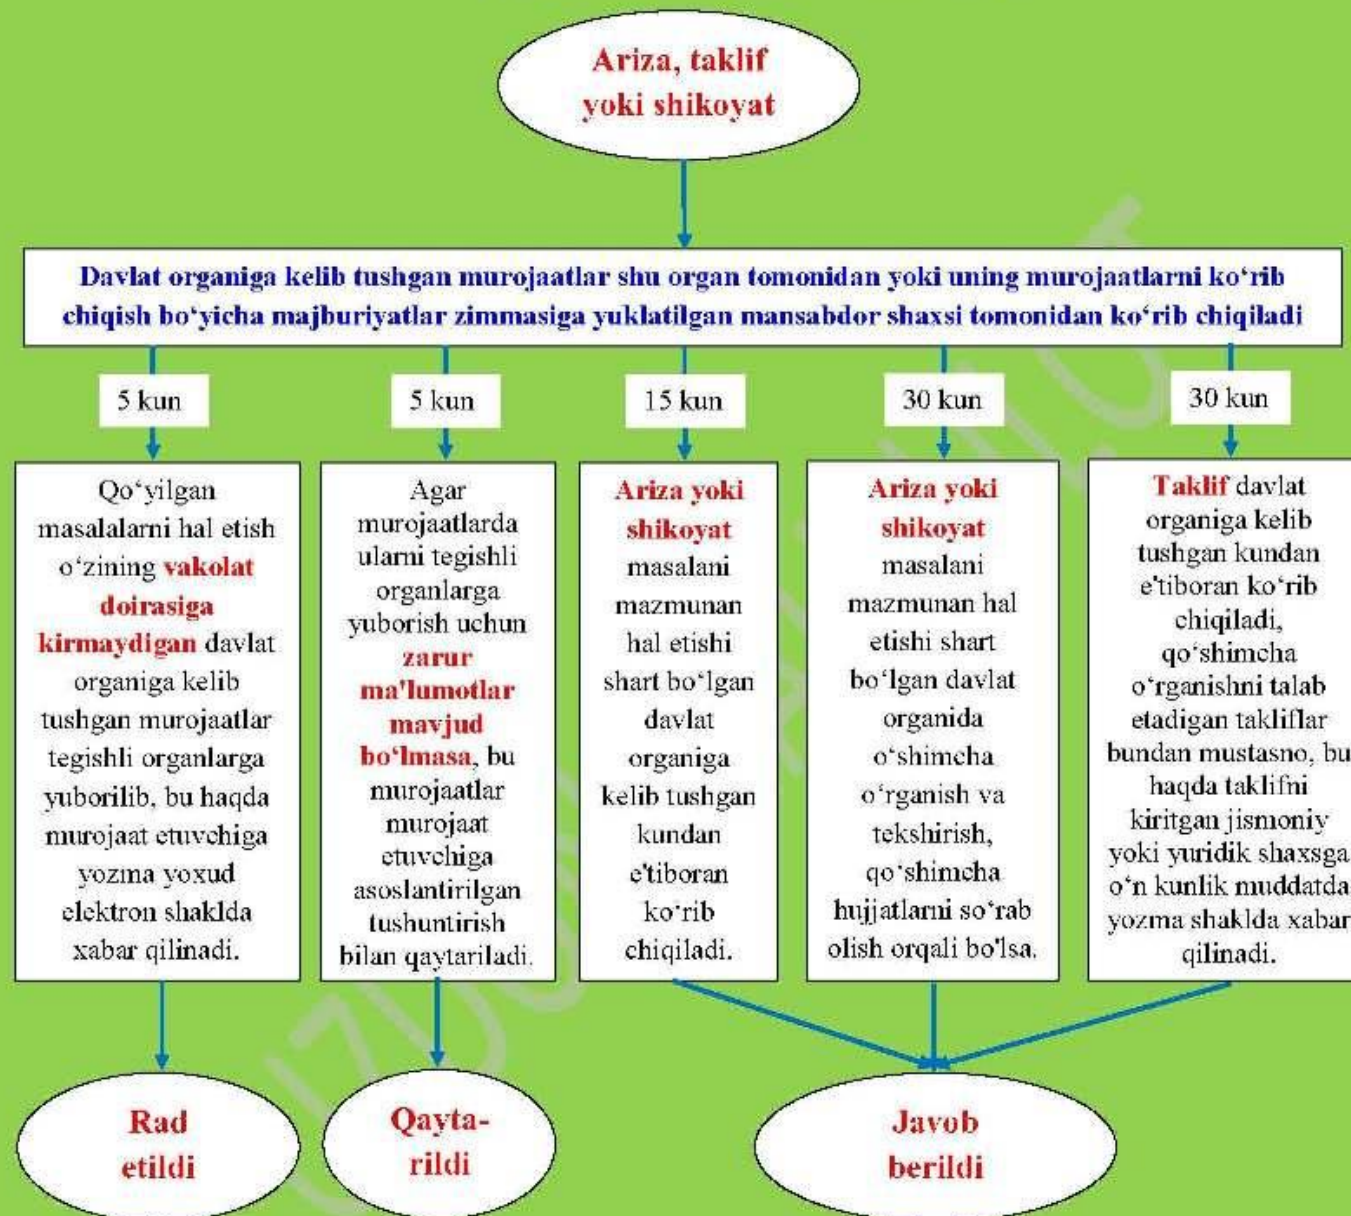 Ariza, taklif
yoki shikoyat
Davlat organiga kelib tushgan murojaatlar shu organ tomonidan yoki uning murojaatlarni ko‘rib
chiqish bo‘yicha majburiyatlar zimmasiga yuklatilgan mansabdor shaxsi tomonidan ko‘rib chiqiladi
5 kun
5 kun
15 kun
30 kun
30 kun
Qo‘yilgan
masalalarni hal etish
o‘zining vakolat
doirasiga
kirmaydigan davlat
organiga kelib
tushgan murojaatlar
tegishli organlarga
yuborilib, bu haqda
murojaat etuvchiga
yozma yoxud
elektron shaklda
xabar qilinadi.
Agar
murojaatlarda
ularni tegishli
organlarga
yuborish uchun
zarur
ma'lumotlar
mavjud
bo‘lmasa, bu
murojaatlar
murojaat
etuvchiga
asoslantirilgan
tushuntirish
bilan qaytariladi.
Ariza yoki
shikoyat
masalani
mazmunan
hal etishi
shart bo‘lgan
davlat
organiga
kelib tushgan
kundan
e'tiboran
ko‘rib
chiqiladi.
Ariza yoki
shikoyat
masalani
mazmunan hal
etishi shart
bo‘lgan davlat
organida
o‘shimcha
o‘rganish va
tekshirish,
qo‘shimcha
hujjatlarni so‘rab
olish orqali bo'lsa.
Taklif davlat
organiga kelib
tushgan kundan
e'tiboran ko‘rib
chiqiladi,
qo‘shimcha
o‘rganishni talab
etadigan takliflar
bundan mustasno, bu
haqda taklifni
kiritgan jismoniy
yoki yuridik shaxsga
o‘n kunlik muddatda
yozma shaklda xabar
qilinadi.
Rad
etildi
Qayta-
rildi
Javob
berildi